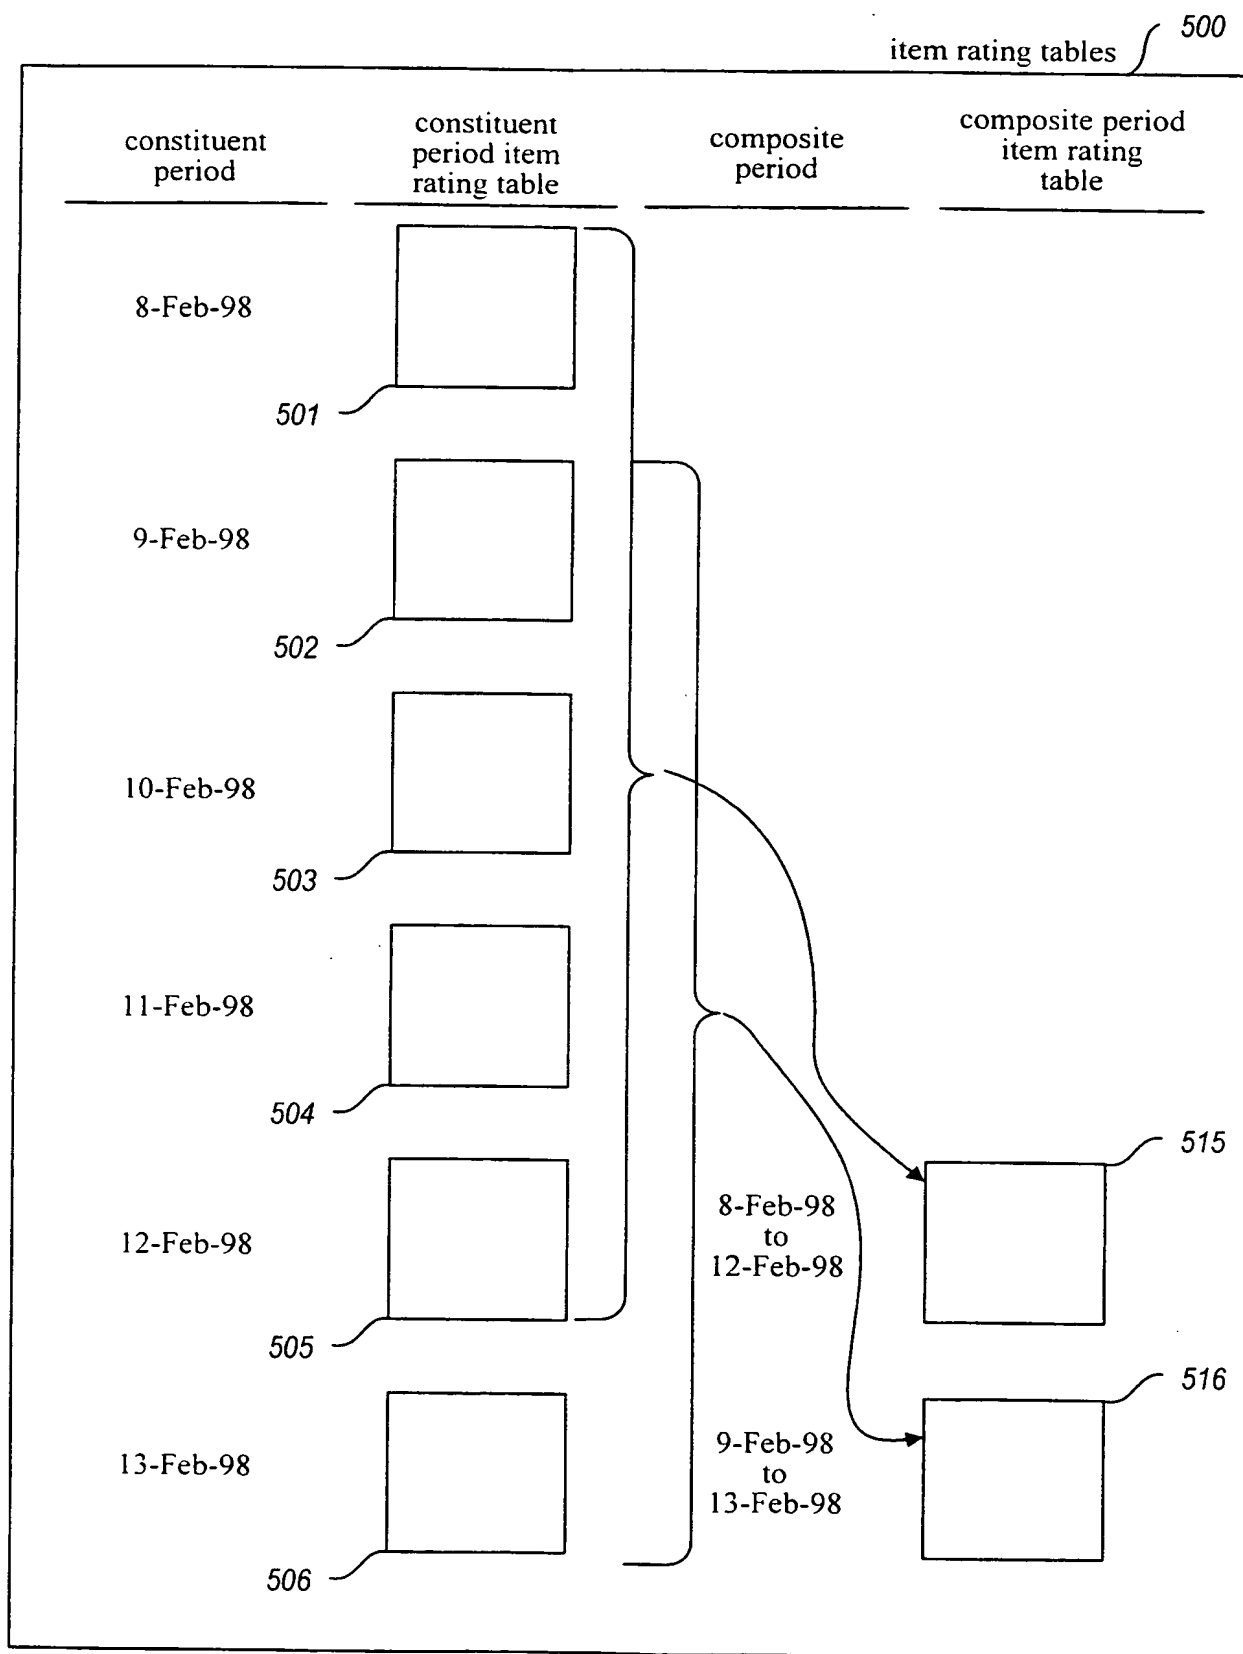 500
item rating tables
constituent
period
constituent
period item
rating table
composite
period
composite period
item rating
table
8-Feb-98
501
9-Feb-98
502
10-Feb-98
503
11-Feb-98
504
12-Feb-98
505
8-Feb-98
to
12-Feb-98
515
13-Feb-98
506
9-Feb-98
to
13-Feb-98
516